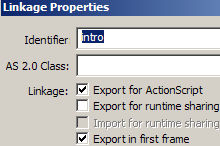 Linkage Properties
Identifier intro
AS 2.0 Class:
Linkage: Export for ActionScript
Export for runtime sharing
Import for runtime sharing
Export in first frame